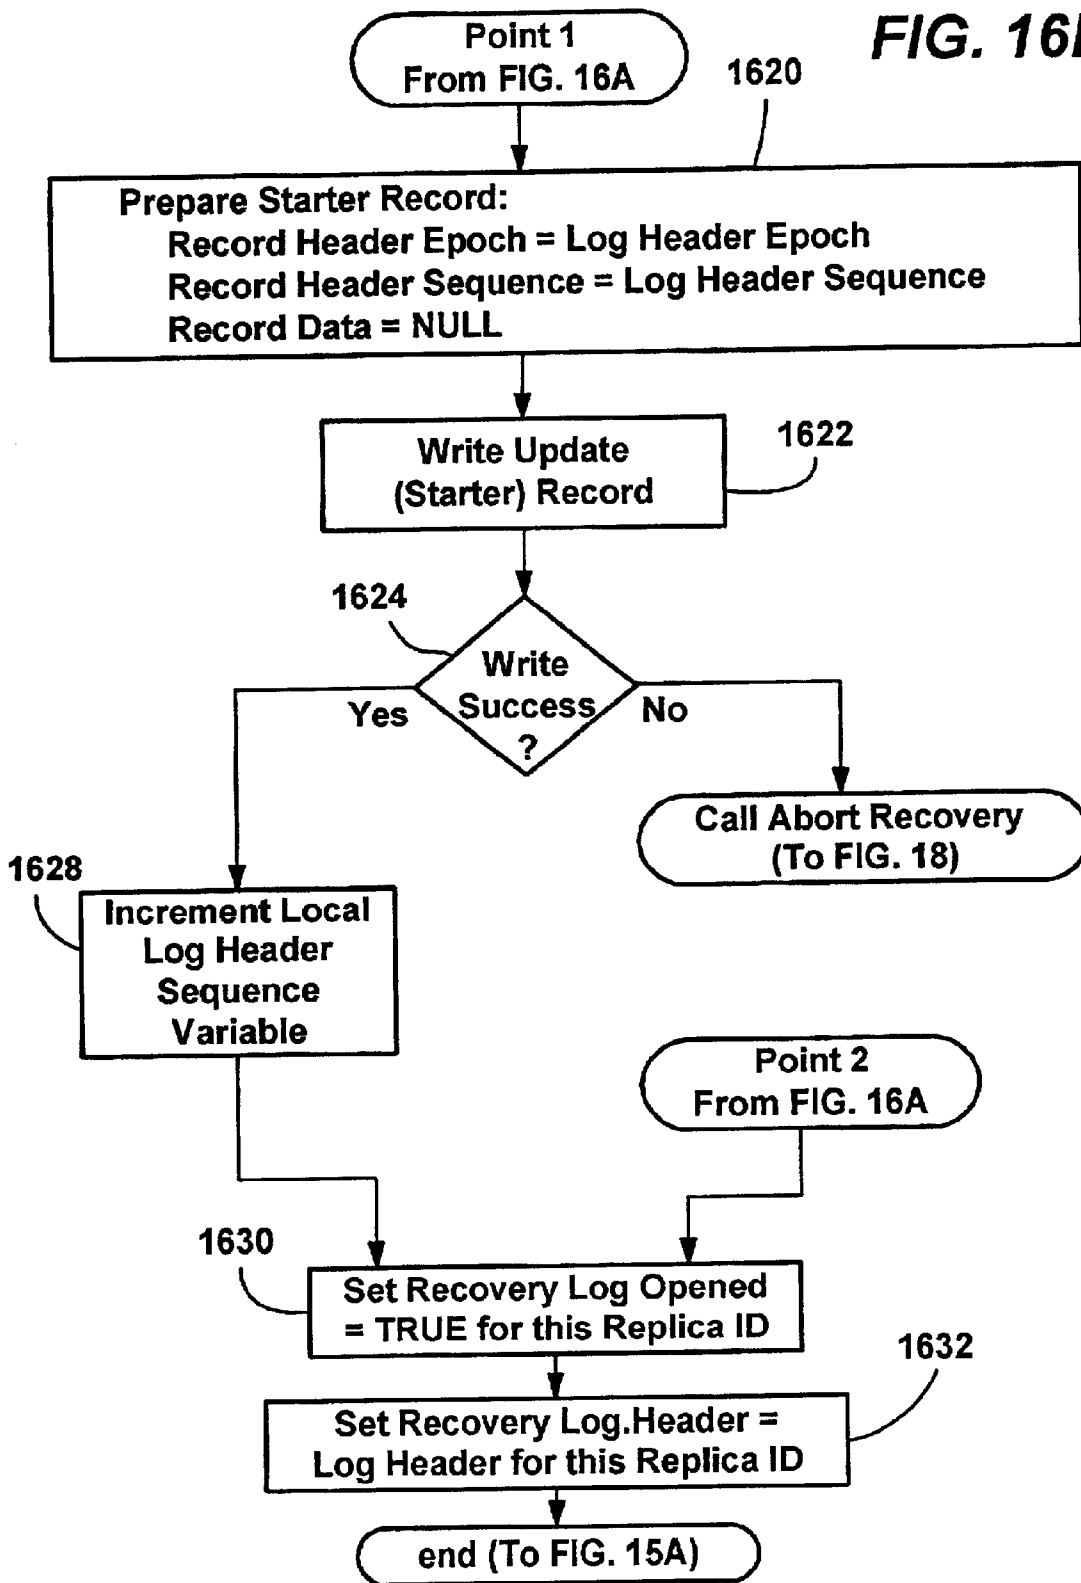 FIG. 16
Point 1
From FIG. 16A
1620
Prepare Starter Record:
Record Header Epoch = Log Header Epoch
Record Header Sequence = Log Header Sequence
Record Data = NULL
Write Update
(Starter) Record
1622
1624
Write
Success
?
Yes
No
Call Abort Recovery
(To FIG. 18)
1628
Increment Local
Log Header
Sequence
Variable
Point 2
From FIG. 16A
1630
Set Recovery Log Opened
= TRUE for this Replica ID
1632
Set Recovery Log.Header =
Log Header for this Replica ID
end (To FIG. 15A)